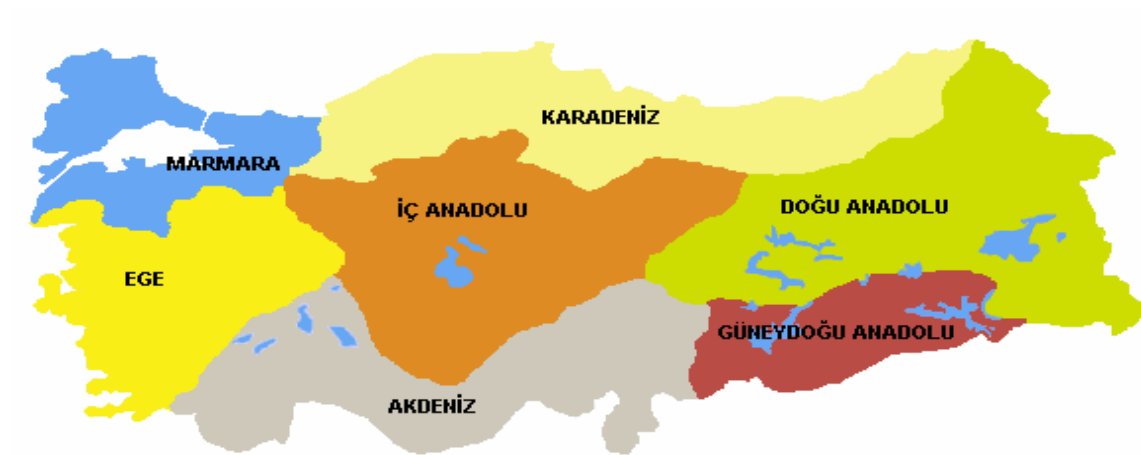 KARADENİZ
MARMARA
İÇ ANADOLU
DOĞU ANADOLU
EGE
GÜNEYDOĞU ANADOLU
AKDENİZ